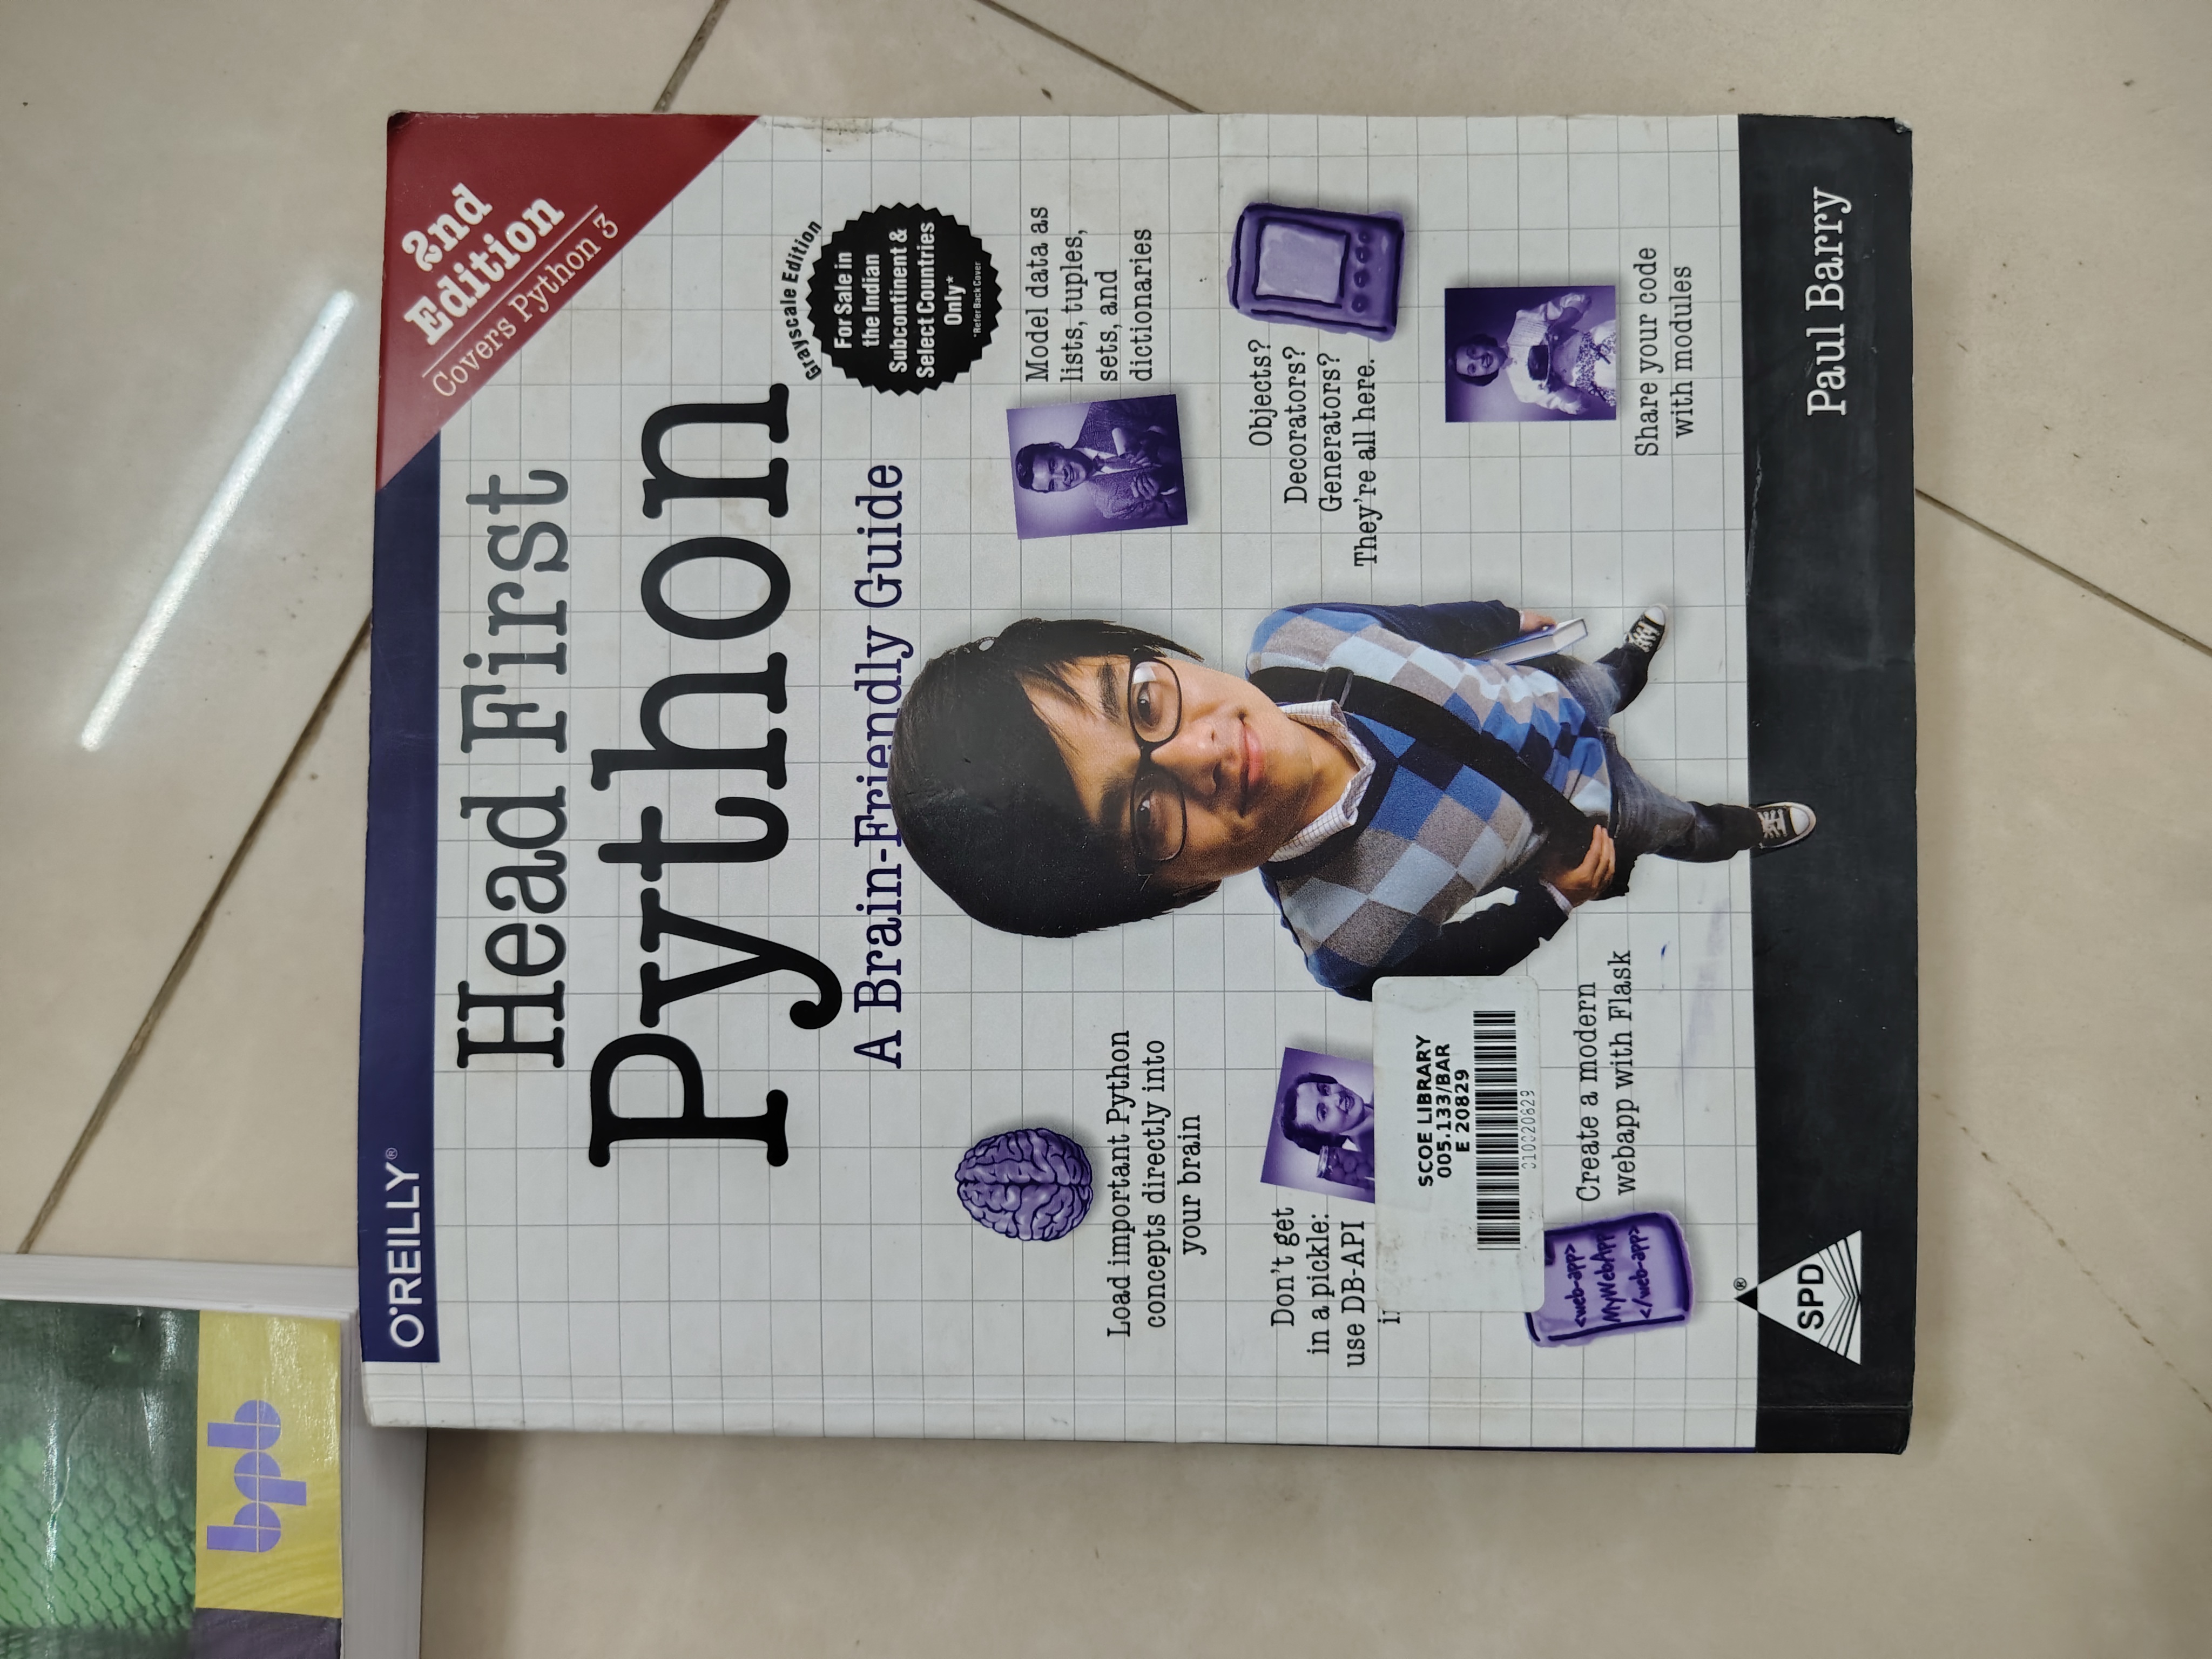 bpb
O'REILLY®
2nd
Edition
Covers Python 3
Head First
Python
A Brain-Friendly Guide
Grayscale Edition
For Sale in
the Indian
Subcontinent &
Select Countries
Only*
*Refer Back Cover
Load important Python
concepts directly into
your brain
Model data as
lists, tuples,
sets, and
dictionaries
Don't get
in a pickle:
use DB-API
Objects?
Decorators?
Generators?
They're all here.
SCOE LIBRARY
005.133/BAR
E 20829
010020829
<web-app>
MyWebApp
</web-app>
Create a modern
webapp with Flask
Share your code
with modules
SPD®
Paul Barry